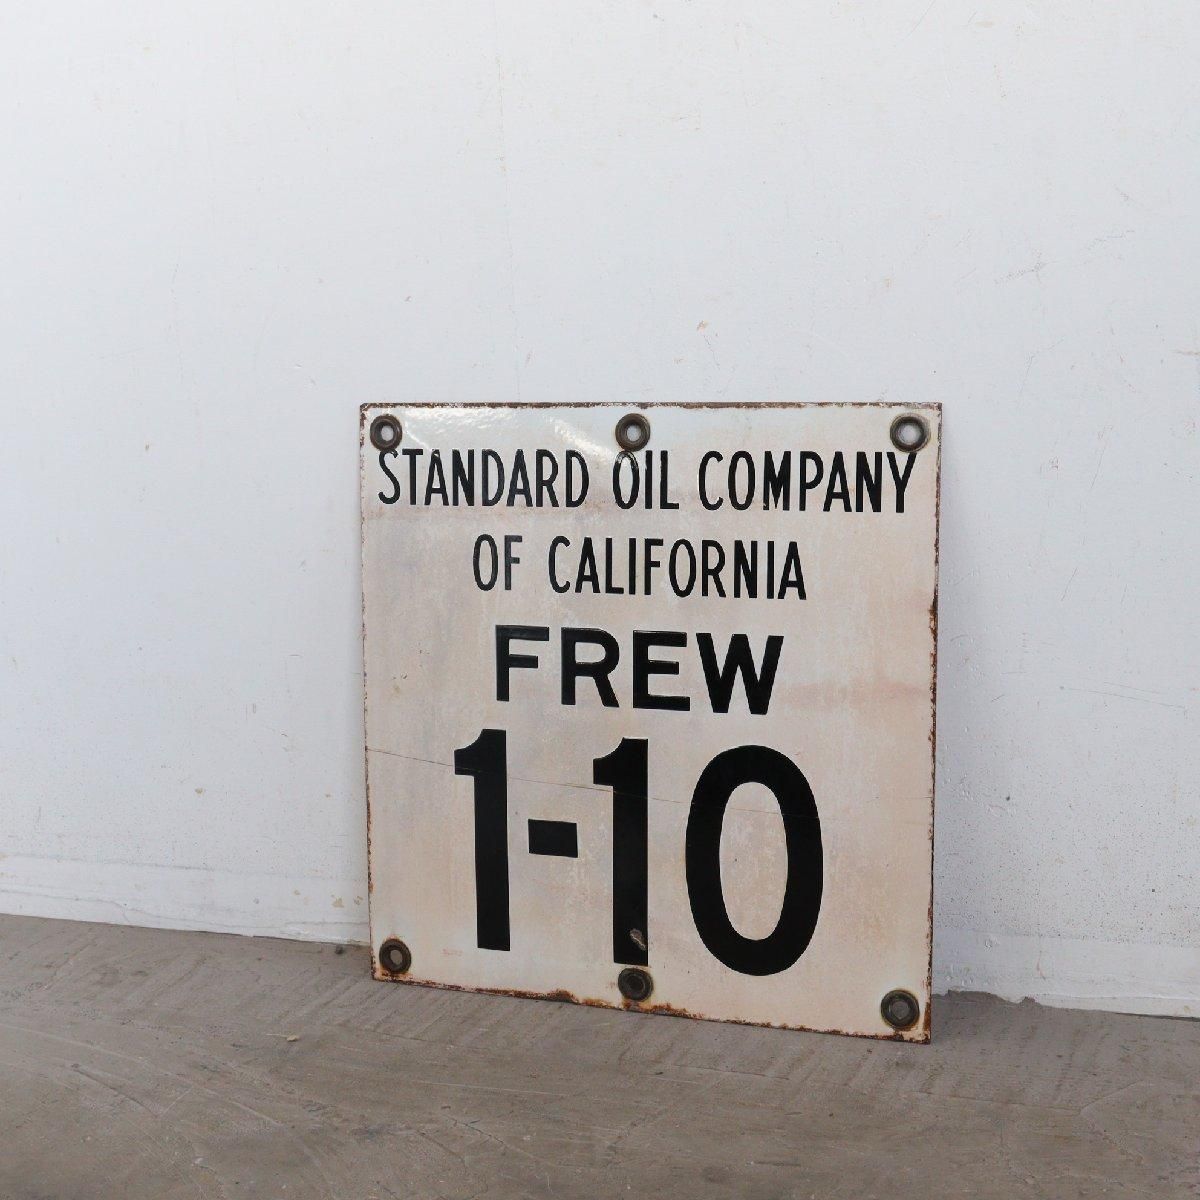 STANDARD OIL COMPANY
OF CALIFORNIA
FREW
1-10